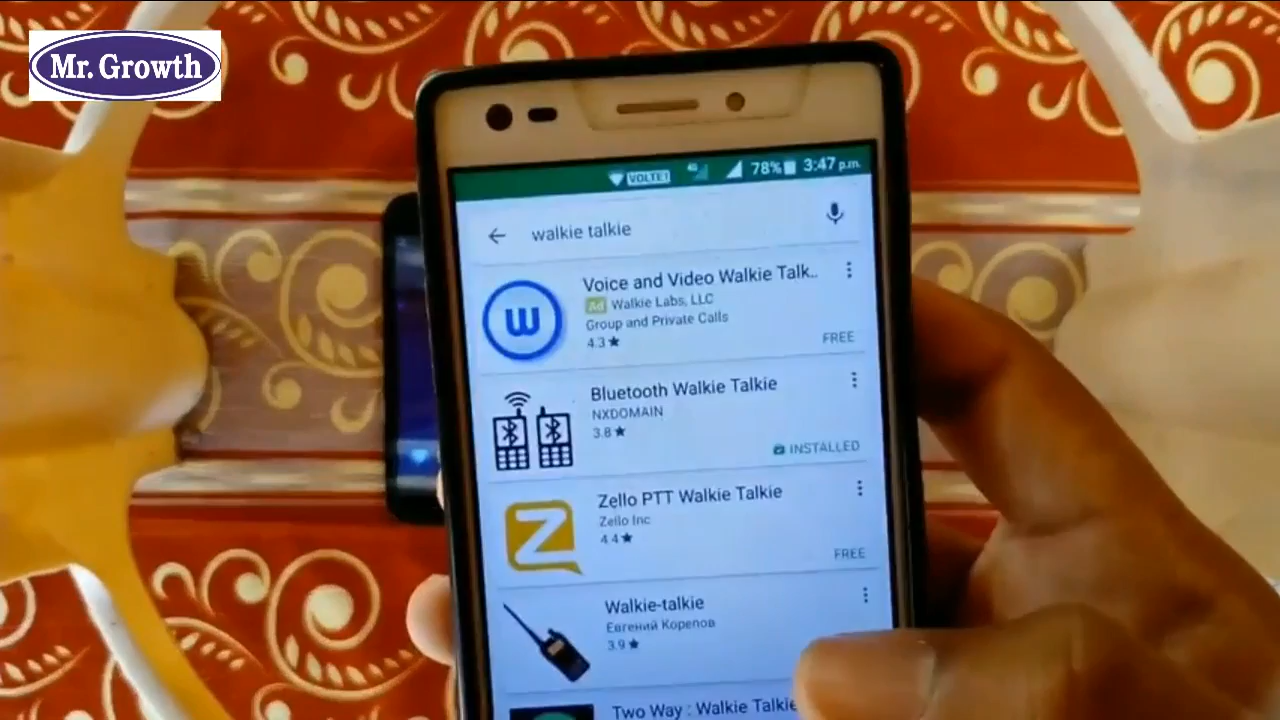 Mr. Growth
VOLTE1 4G 78% 3:47 p.m.
walkie talkie
Voice and Video Walkie Talk..
Ad Walkie Labs, LLC
Group and Private Calls
4.3★
FREE
W
Bluetooth Walkie Talkie
NXDOMAIN
3.8★
INSTALLED
Zello PTT Walkie Talkie
Zello Inc
4.4★
FREE
Z
Walkie-talkie
Евгений Корепов
3.9★
Two Way : Walkie Talkie